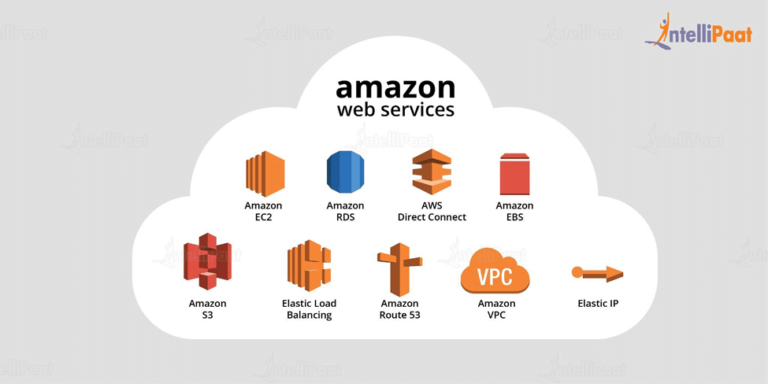 IntelliPaat
amazon
web services
Amazon
EC2
Amazon
RDS
AWS
Direct Connect
Amazon
EBS
Amazon
S3
Elastic Load
Balancing
Amazon
Route 53
VPC
Amazon
VPC
Elastic IP